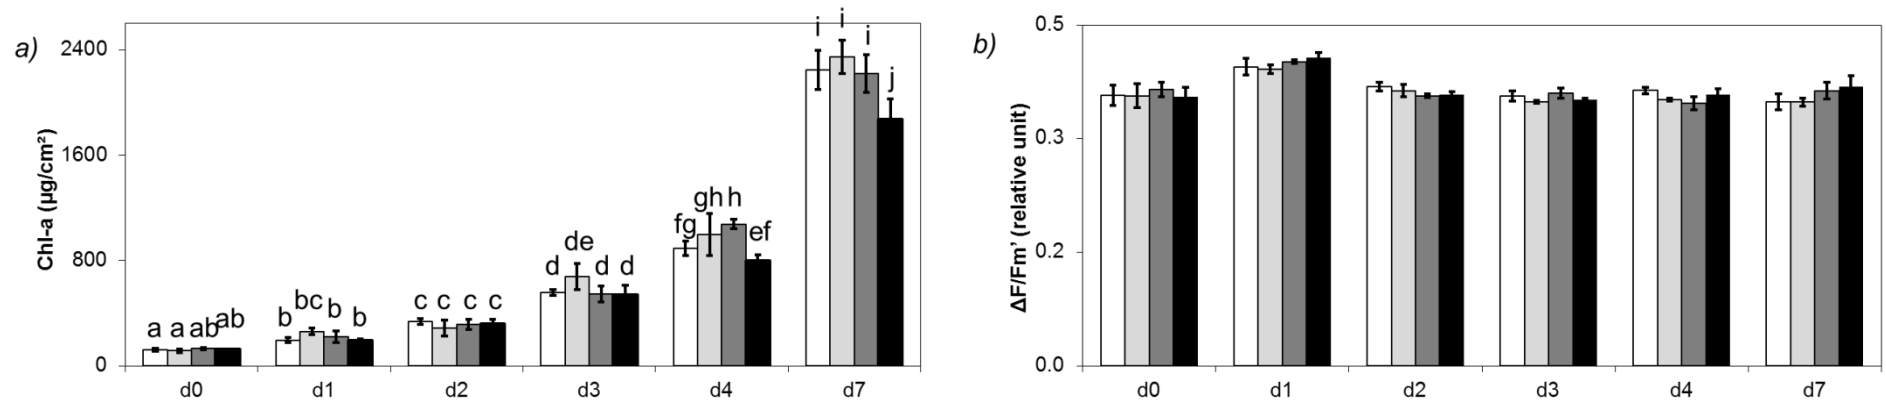 a)
Chl-a (µg/cm²)
2400
1600
800
0
a a ab ab
b bc b b
c c c c
d de d d
fg gh h ef
i i i j
d0 d1 d2 d3 d4 d7
b)
ΔF/Fm’ (relative unit)
0.5
0.3
0.2
0.0
d0 d1 d2 d3 d4 d7